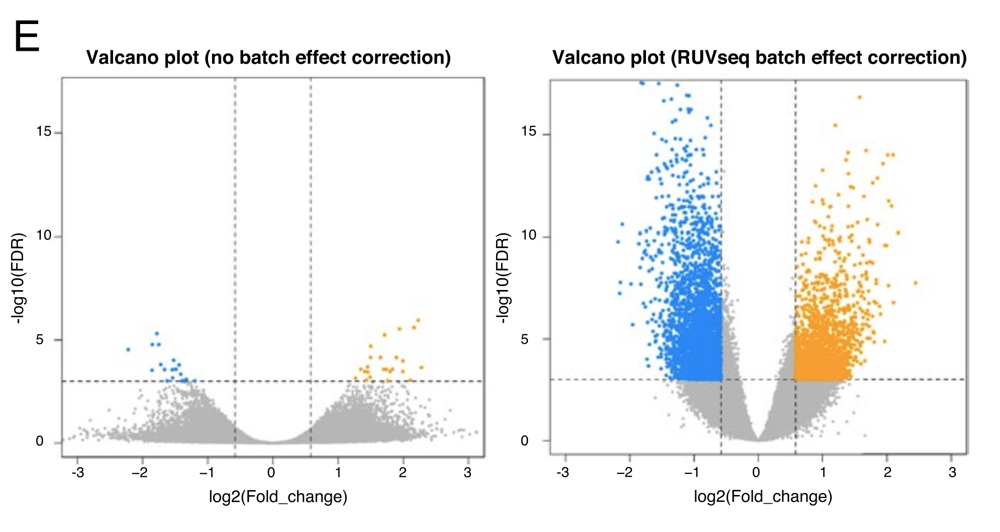 E
Valcano plot (no batch effect correction)
15
10
5
0
-log10(FDR)
-3 −2 −1 0 1 2 3
log2(Fold_change)
Valcano plot (RUVseq batch effect correction)
15
10
5
0
-log10(FDR)
-3 −2 −1 0 1 2 3
log2(Fold_change)